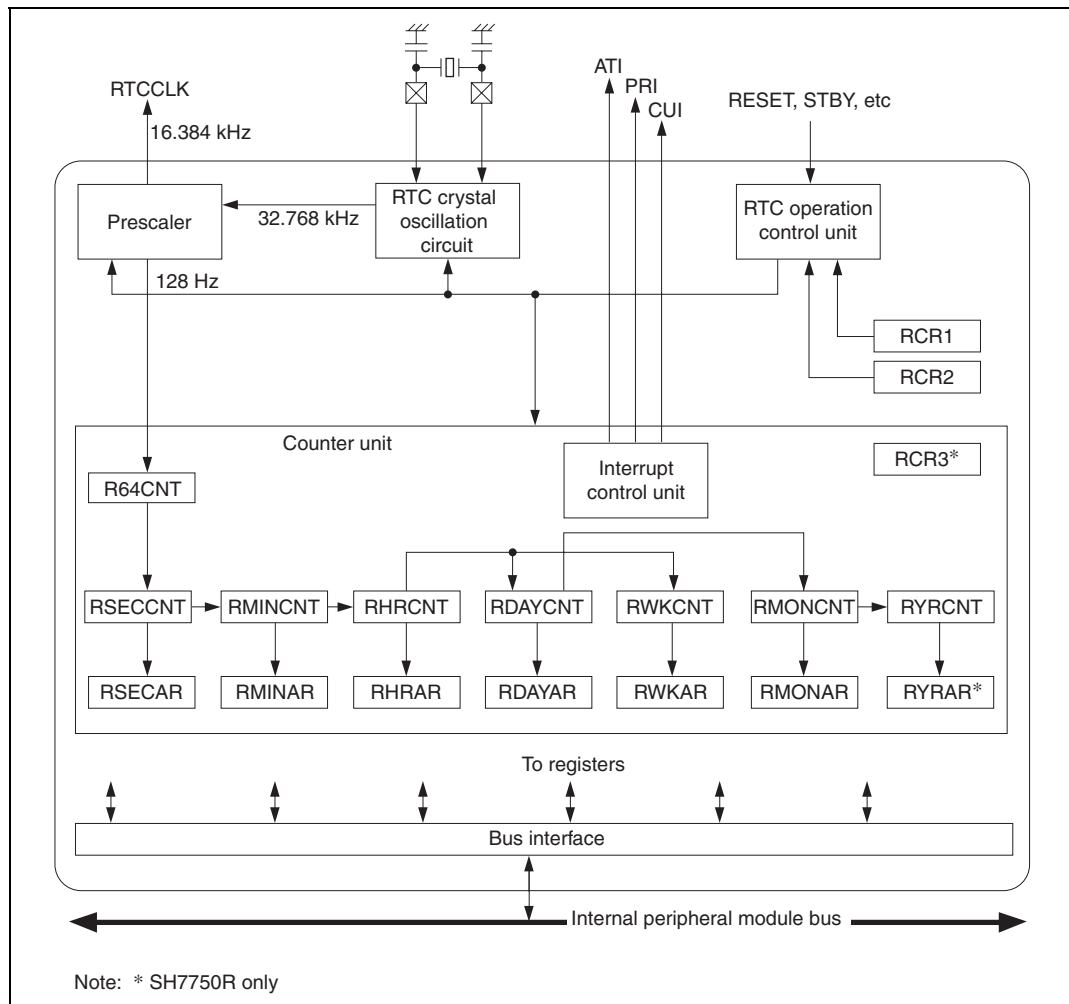 ATI
PRI
CUI
RTCCLK
RESET, STBY, etc
16.384 kHz
Prescaler
32.768 kHz
RTC crystal
oscillation
circuit
RTC operation
control unit
128 Hz
RCR1
RCR2
Counter unit
Interrupt
control unit
RCR3*
R64CNT
RSECCNT
RMINCNT
RHRCNT
RDAYCNT
RWKCNT
RMONCNT
RYRCNT
RSECAR
RMINAR
RHRAR
RDAYAR
RWKAR
RMONAR
RYRAR*
To registers
Bus interface
Internal peripheral module bus
Note: * SH7750R only